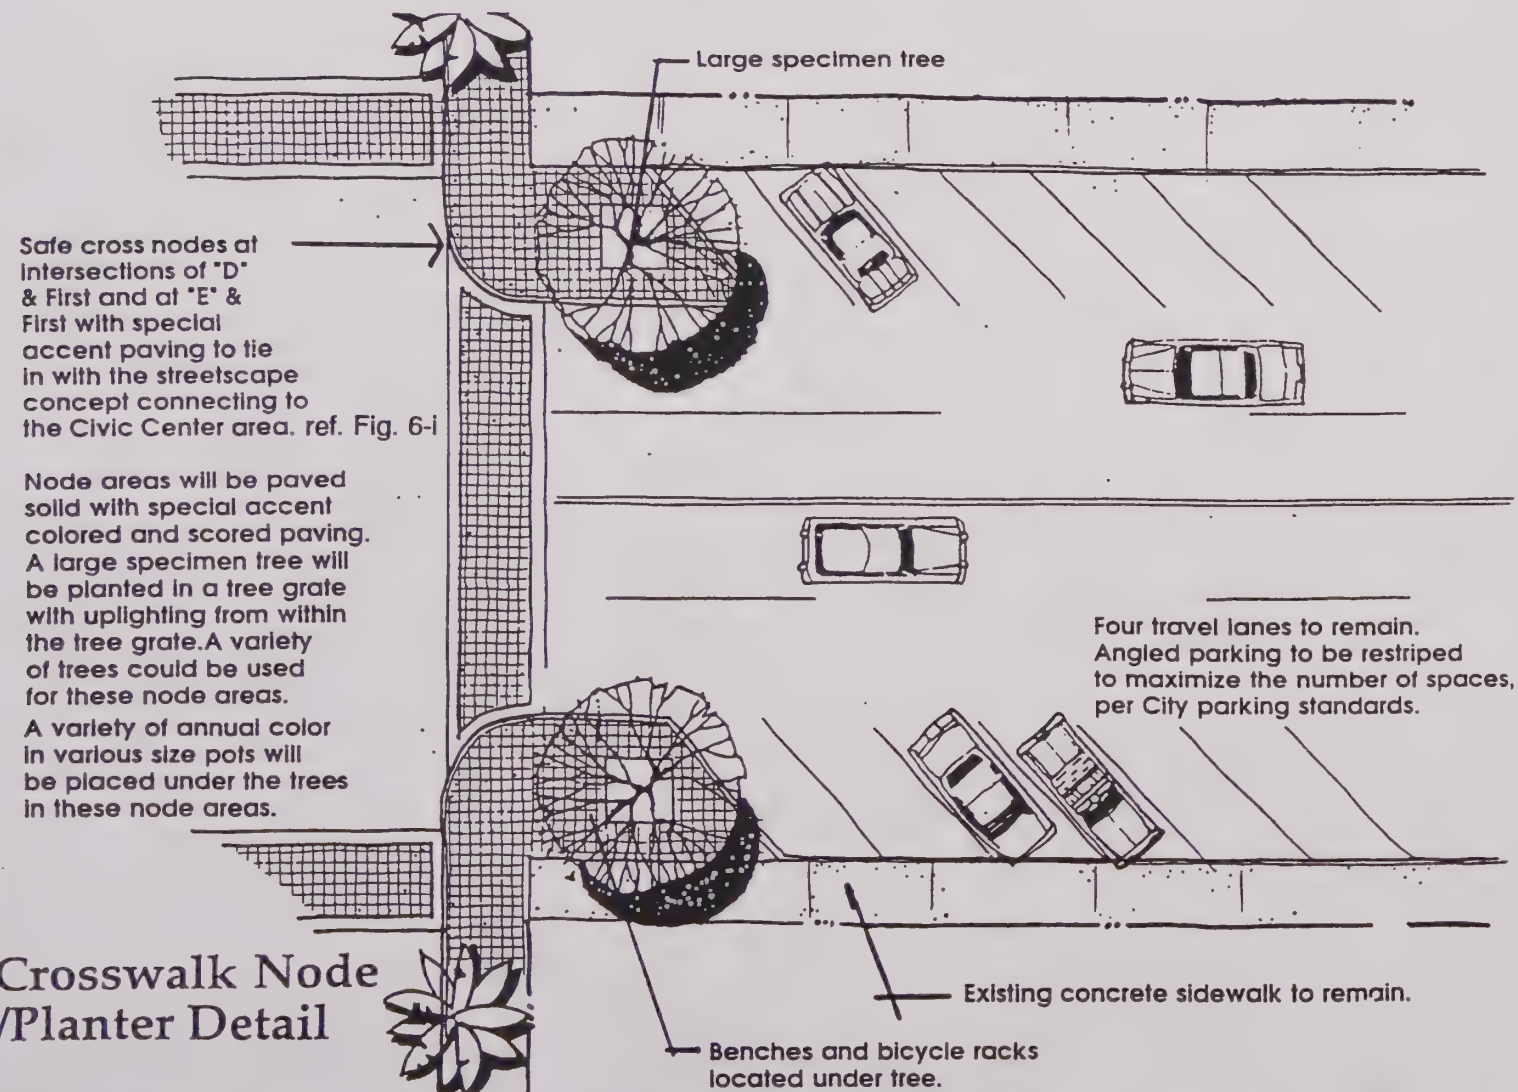 Large specimen tree
Safe cross nodes at
intersections of "D"
& First and at "E" &
First with special
accent paving to tie
in with the streetscape
concept connecting to
the Civic Center area. ref. Fig. 6-i
Node areas will be paved
solid with special accent
colored and scored paving.
A large specimen tree will
be planted in a tree grate
with uplighting from within
the tree grate.A variety
of trees could be used
for these node areas.
A variety of annual color
in various size pots will
be placed under the trees
in these node areas.
Four travel lanes to remain.
Angled parking to be restriped
to maximize the number of spaces,
per City parking standards.
Crosswalk Node
/Planter Detail
Existing concrete sidewalk to remain.
Benches and bicycle racks
located under tree.